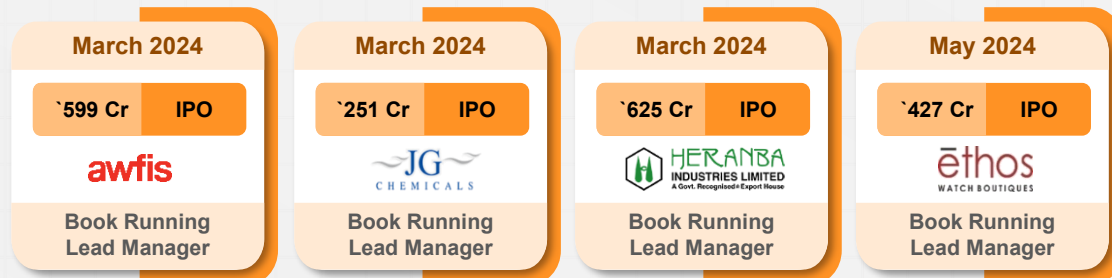 March 2024
`599 Cr IPO
awfis
Book Running
Lead Manager
March 2024
`251 Cr IPO
JG
CHEMICALS
Book Running
Lead Manager
March 2024
`625 Cr IPO
HERANBA
INDUSTRIES LIMITED
A Govt. Recognised Export House
Book Running
Lead Manager
May 2024
`427 Cr IPO
ēthos
WATCH BOUTIQUES
Book Running
Lead Manager